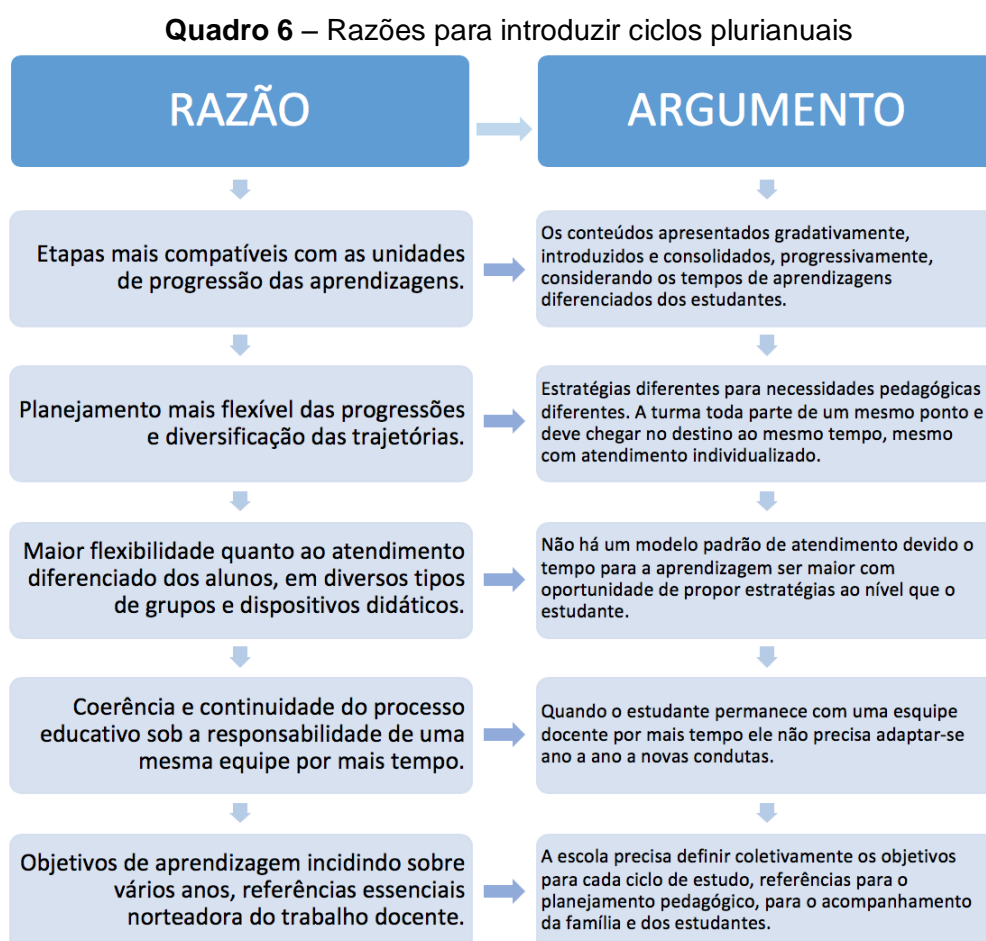 Quadro 6 – Razões para introduzir ciclos plurianuais
RAZÃO
ARGUMENTO
Etapas mais compatíveis com as unidades
de progressão das aprendizagens.
Os conteúdos apresentados gradativamente,
introduzidos e consolidados, progressivamente,
considerando os tempos de aprendizagens
diferenciados dos estudantes.
Planejamento mais flexível das progressões
e diversificação das trajetórias.
Estratégias diferentes para necessidades pedagógicas
diferentes. A turma toda parte de um mesmo ponto e
deve chegar no destino ao mesmo tempo, mesmo
com atendimento individualizado.
Maior flexibilidade quanto ao atendimento
diferenciado dos alunos, em diversos tipos
de grupos e dispositivos didáticos.
Não há um modelo padrão de atendimento devido o
tempo para a aprendizagem ser maior com
oportunidade de propor estratégias ao nível que o
estudante.
Coerência e continuidade do processo
educativo sob a responsabilidade de uma
mesma equipe por mais tempo.
Quando o estudante permanece com uma esquipe
docente por mais tempo ele não precisa adaptar-se
ano a ano a novas condutas.
Objetivos de aprendizagem incidindo sobre
vários anos, referências essenciais
norteadora do trabalho docente.
A escola precisa definir coletivamente os objetivos
para cada ciclo de estudo, referências para o
planejamento pedagógico, para o acompanhamento
da família e dos estudantes.